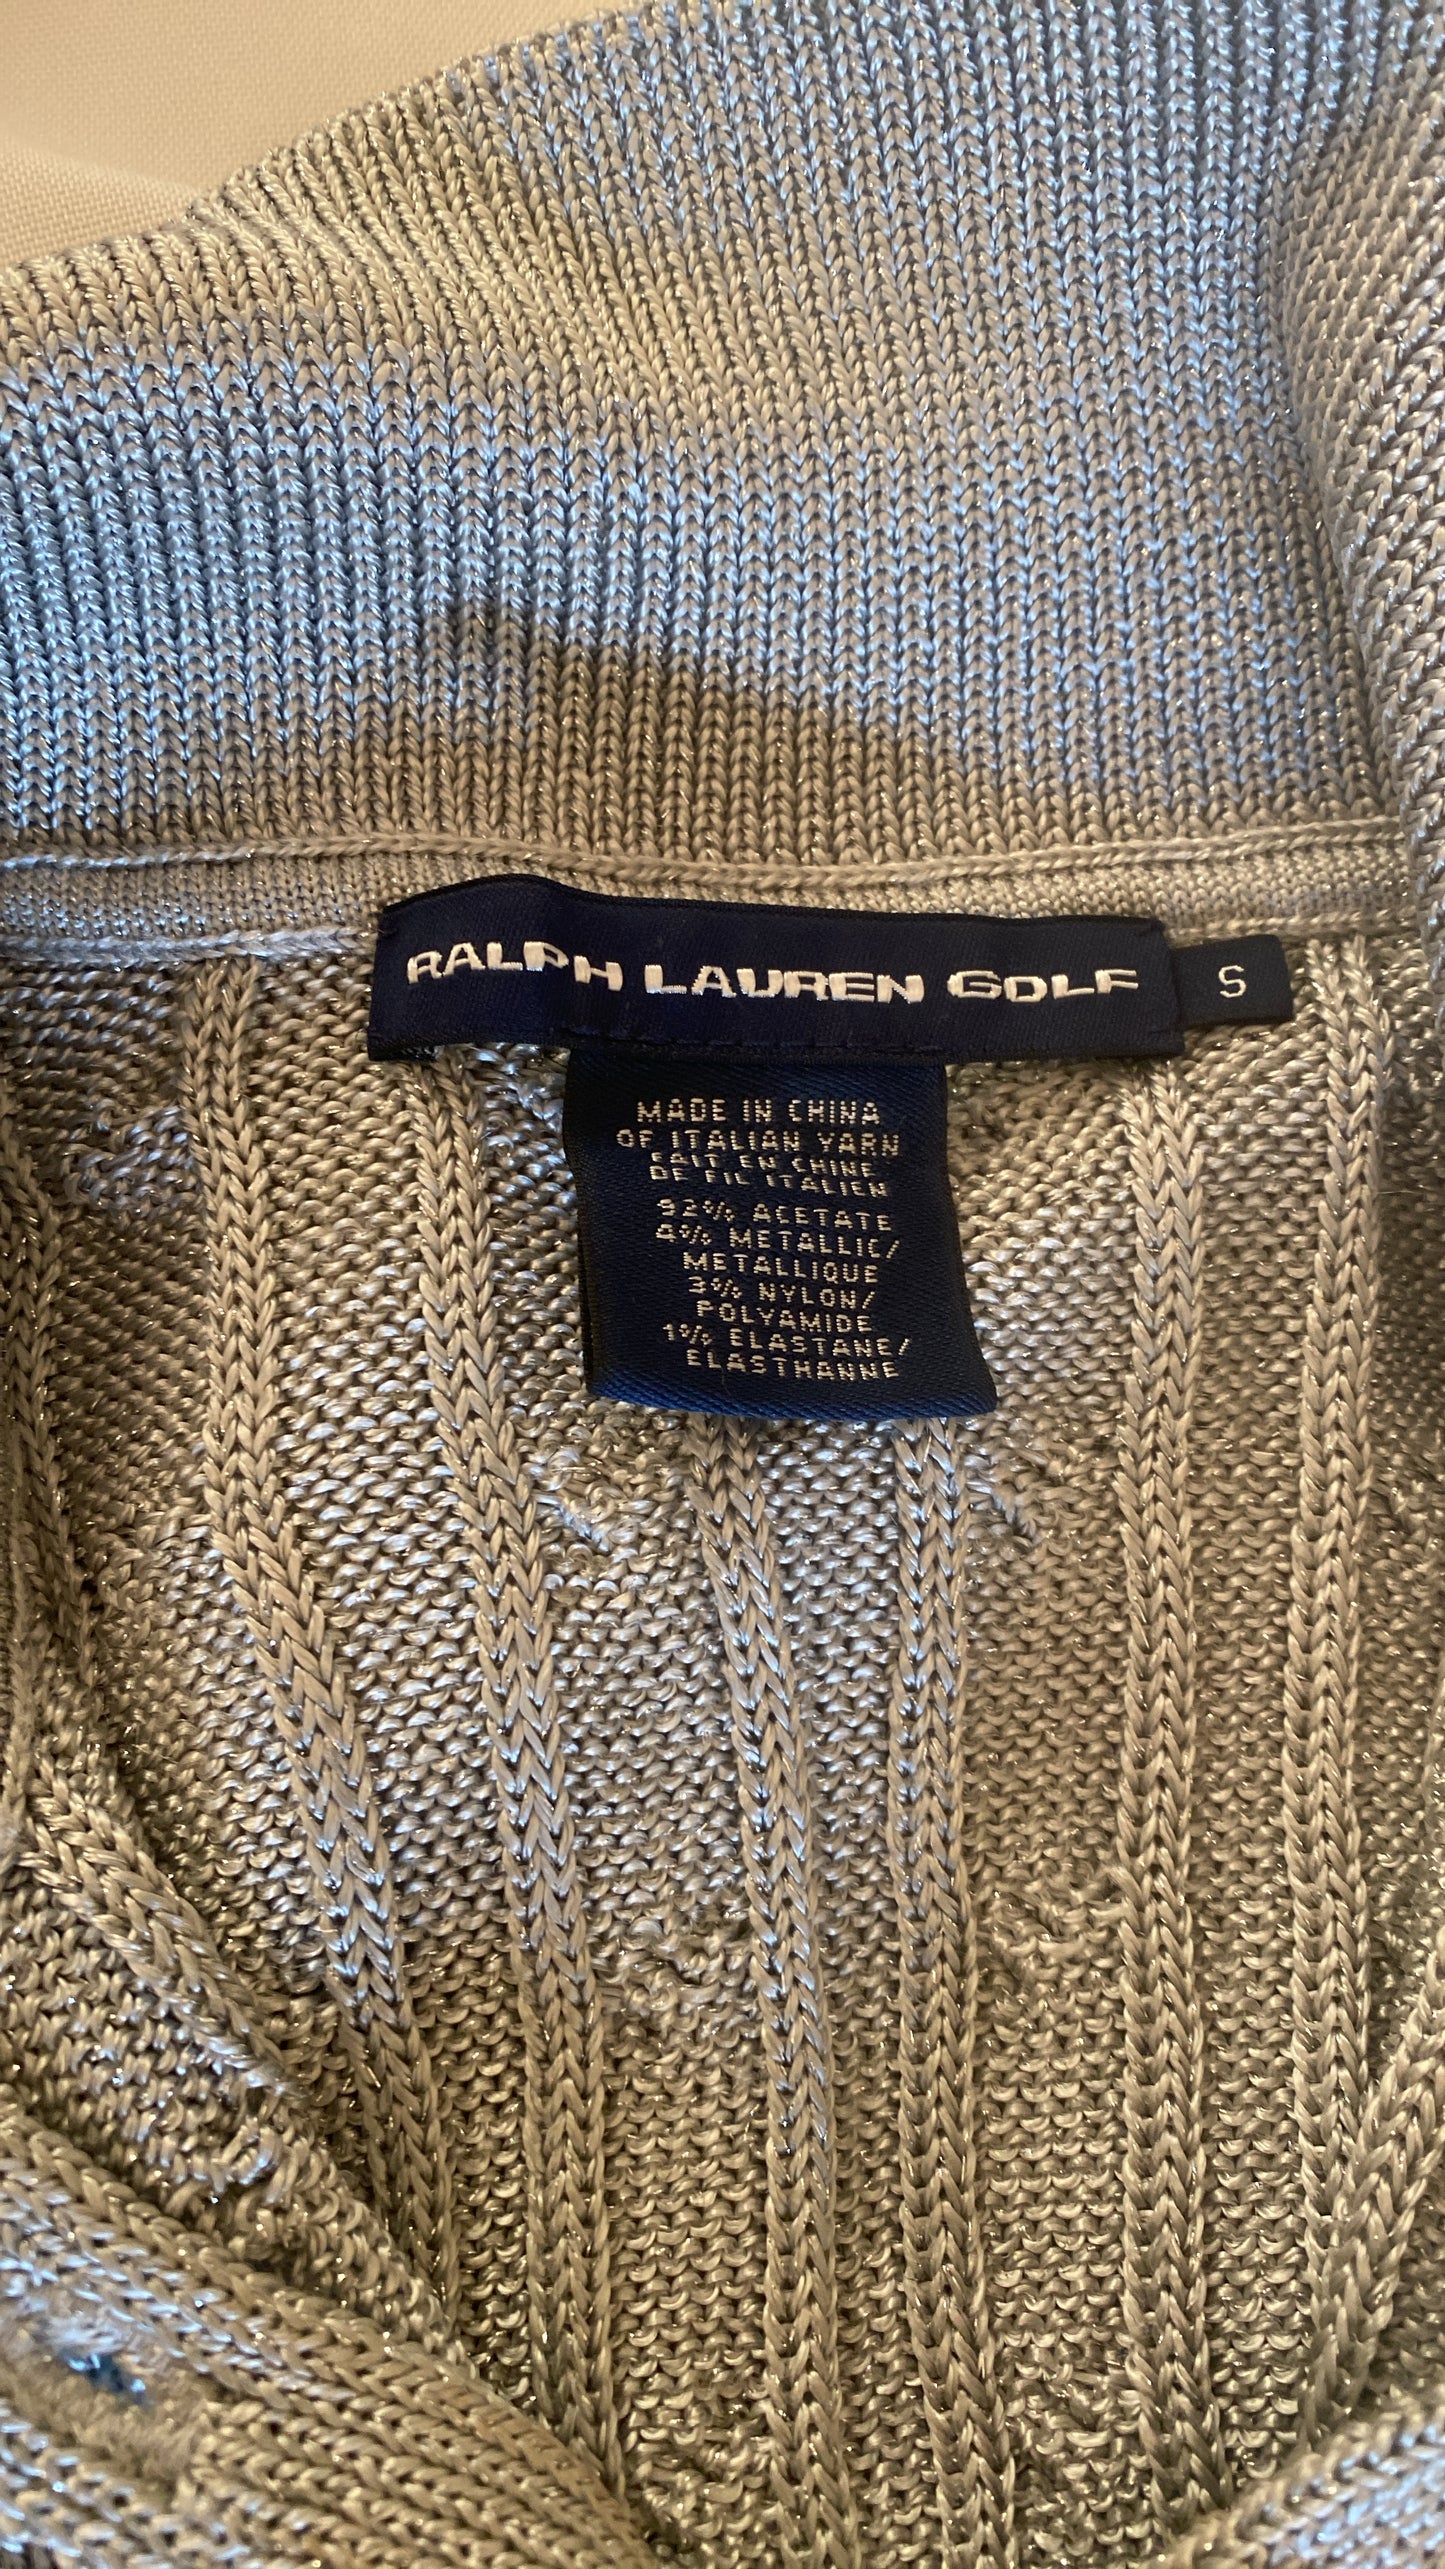 RALPH LAUREN GOLF
S
MADE IN CHINA
OF ITALIAN YARN
FAIT EN CHINE
DE FIL ITALIEN
92% ACETATE
4% METALLIC/
METALLIQUE
3% NYLON/
POLYAMIDE
1% ELASTANE/
ELASTHANNE